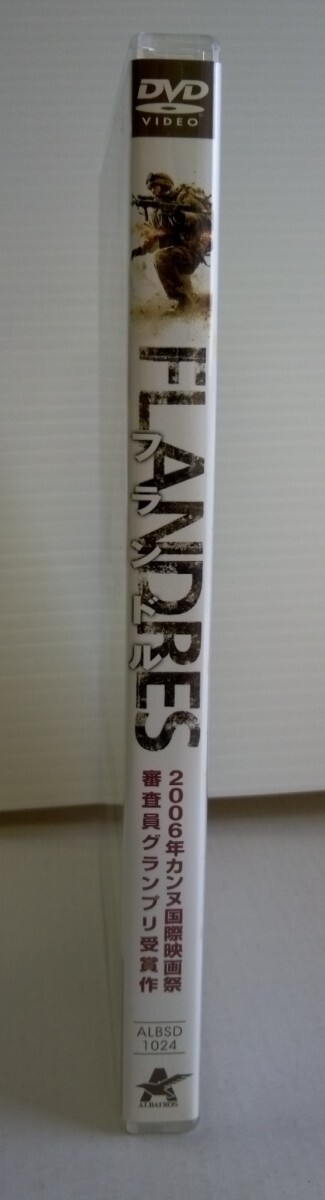 DVD
VIDEO
FLANDRES
フランドル
2006年カンヌ国際映画祭
審査員グランプリ受賞作
ALBSD
1024
ALBATROS